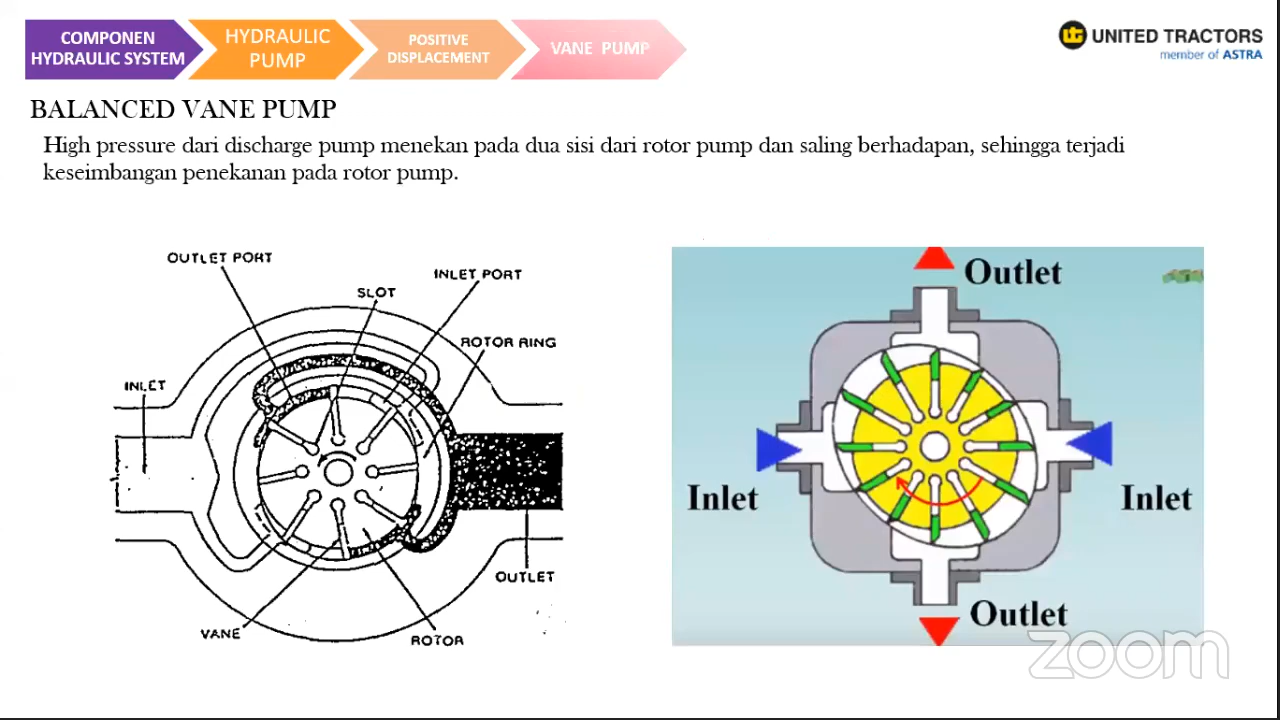 COMPONEN
HYDRAULIC SYSTEM
HYDRAULIC
PUMP
POSITIVE
DISPLACEMENT
VANE PUMP
UT UNITED TRACTORS
member of ASTRA
BALANCED VANE PUMP
High pressure dari discharge pump menekan pada dua sisi dari rotor pump dan saling berhadapan, sehingga terjadi
keseimbangan penekanan pada rotor pump.
OUTLET PORT
INLET PORT
SLOT
ROTOR RING
INLET
OUTLET
VANE
ROTOR
Outlet
Inlet
Inlet
Outlet
zoom